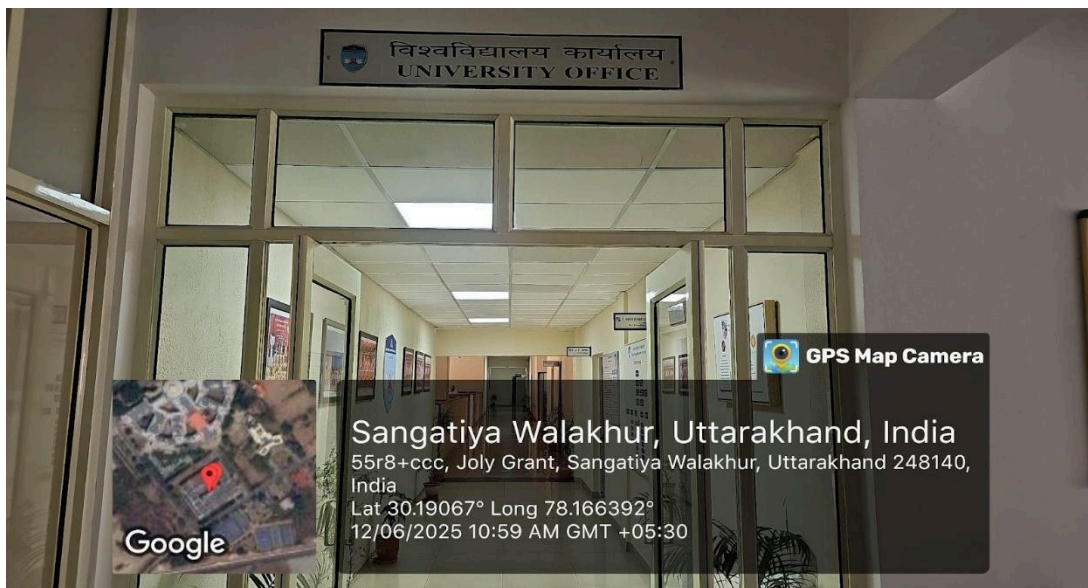 विश्वविद्यालय कार्यालय
UNIVERSITY OFFICE
GPS Map Camera
Sangatiya Walakhur, Uttarakhand, India
55r8+ccc, Joly Grant, Sangatiya Walakhur, Uttarakhand 248140,
India
Lat 30.19067° Long 78.166392°
12/06/2025 10:59 AM GMT +05:30
Google